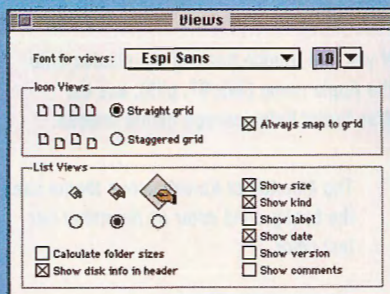 Views
Font for views: Espi Sans 10
Icon Views
Straight grid
Staggered grid
Always snap to grid
List Views
Show size
Show kind
Show label
Show date
Show version
Show comments
Calculate folder sizes
Show disk info in header